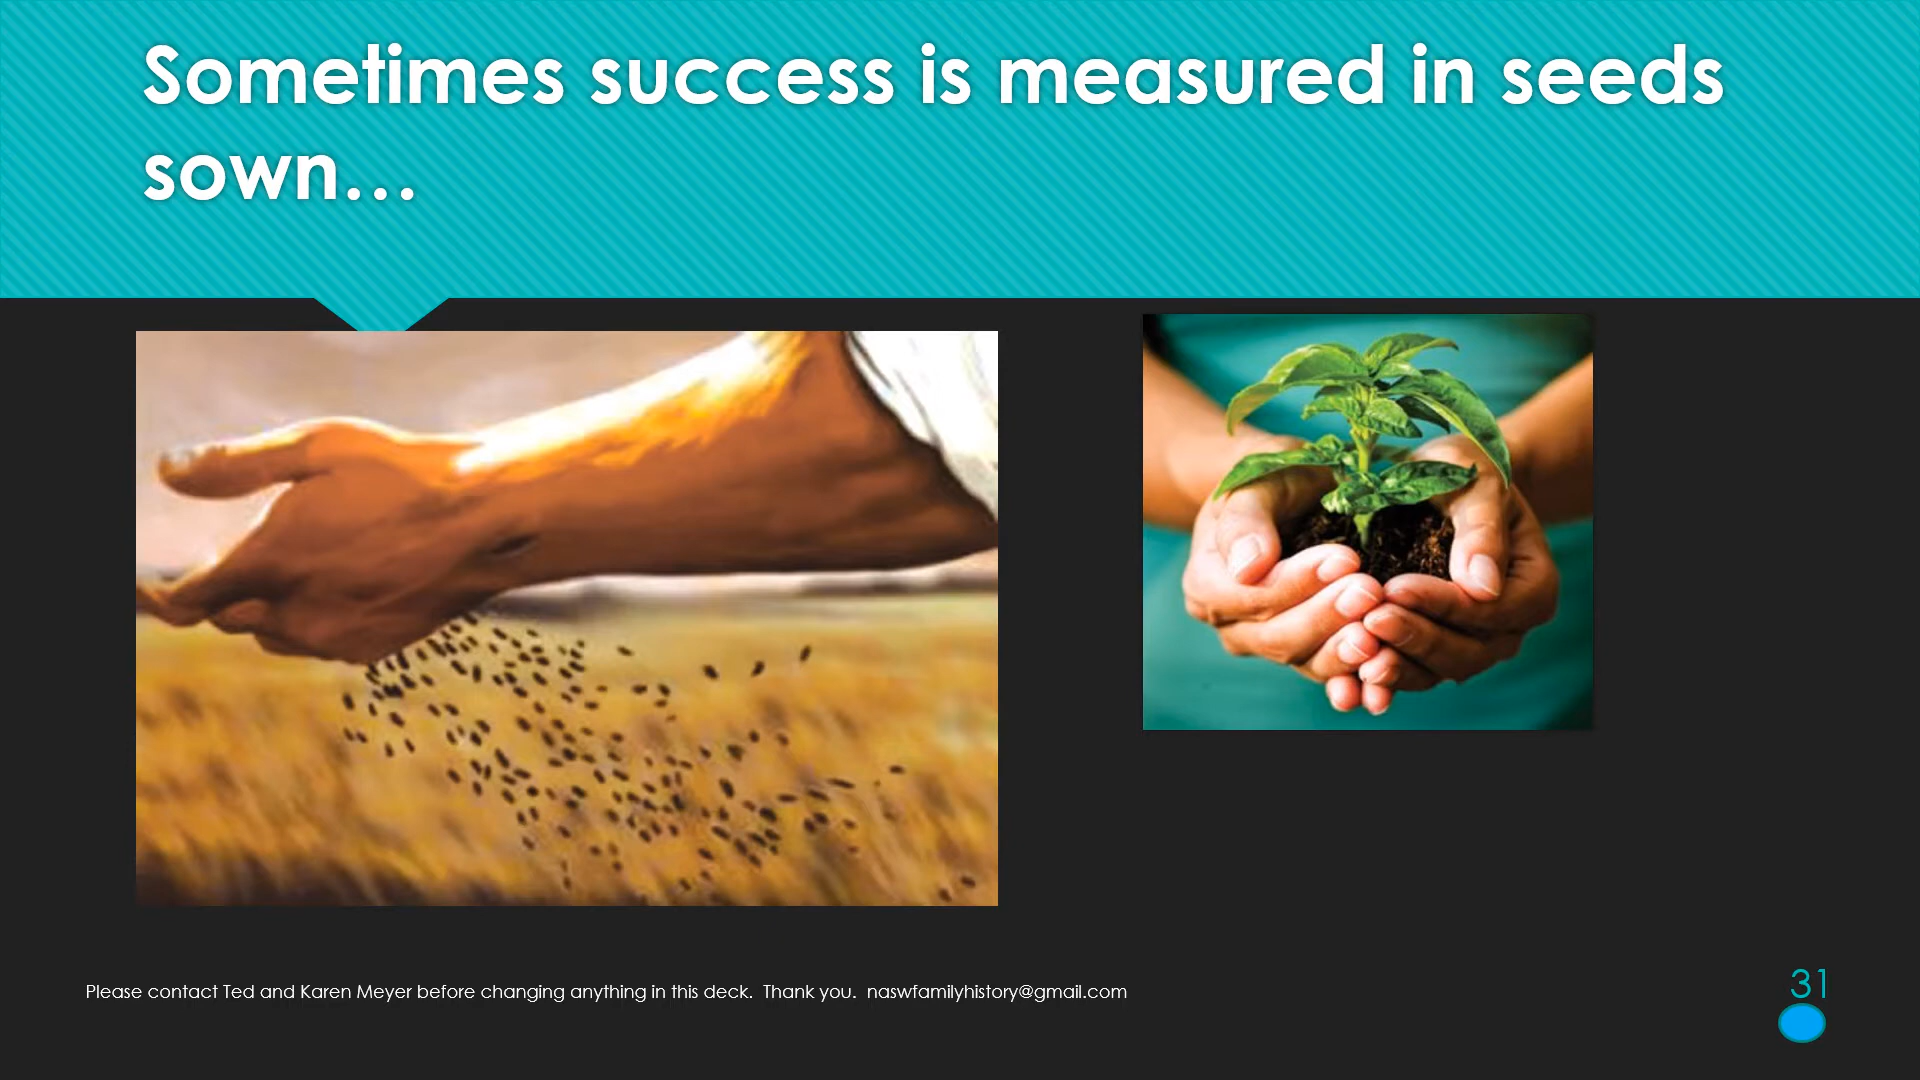 Sometimes success is measured in seeds
sown...
Please contact Ted and Karen Meyer before changing anything in this deck.  Thank you.  naswfamilyhistory@gmail.com
31